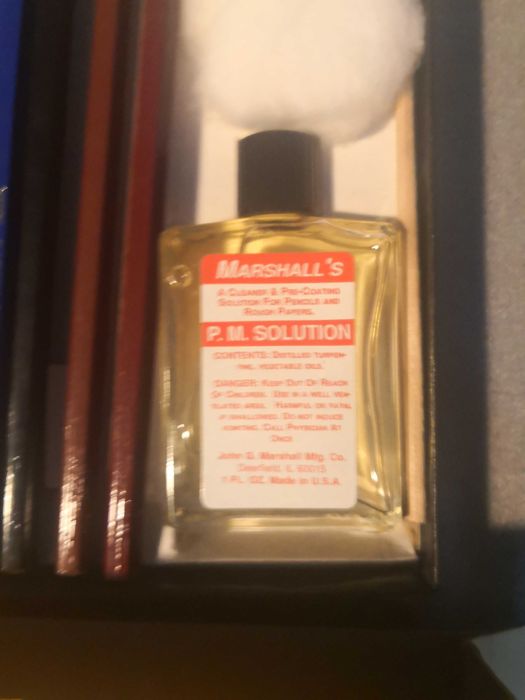 MARSHALL'S
A CLEANER & PRE-COATING
SOLUTION FOR PENCILS AND
ROUGH PAPERS.
P. M. SOLUTION
CONTENTS: DISTILLED TURPEN-
TINE, VEGETABLE OILS.
DANGER: KEEP OUT OF REACH
OF CHILDREN. USE IN A WELL VEN-
TILATED AREA. HARMFUL OR FATAL
IF SWALLOWED. DO NOT INDUCE
VOMITING. CALL PHYSICIAN AT
ONCE
John G. Marshall Mfg. Co.
Deerfield, IL 60015
1 FL. OZ. Made in U.S.A.